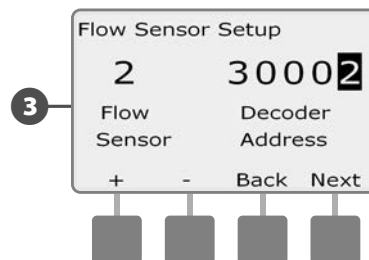 Flow Sensor Setup
2 30002
3
Flow Decoder
Sensor Address
+ - Back Next